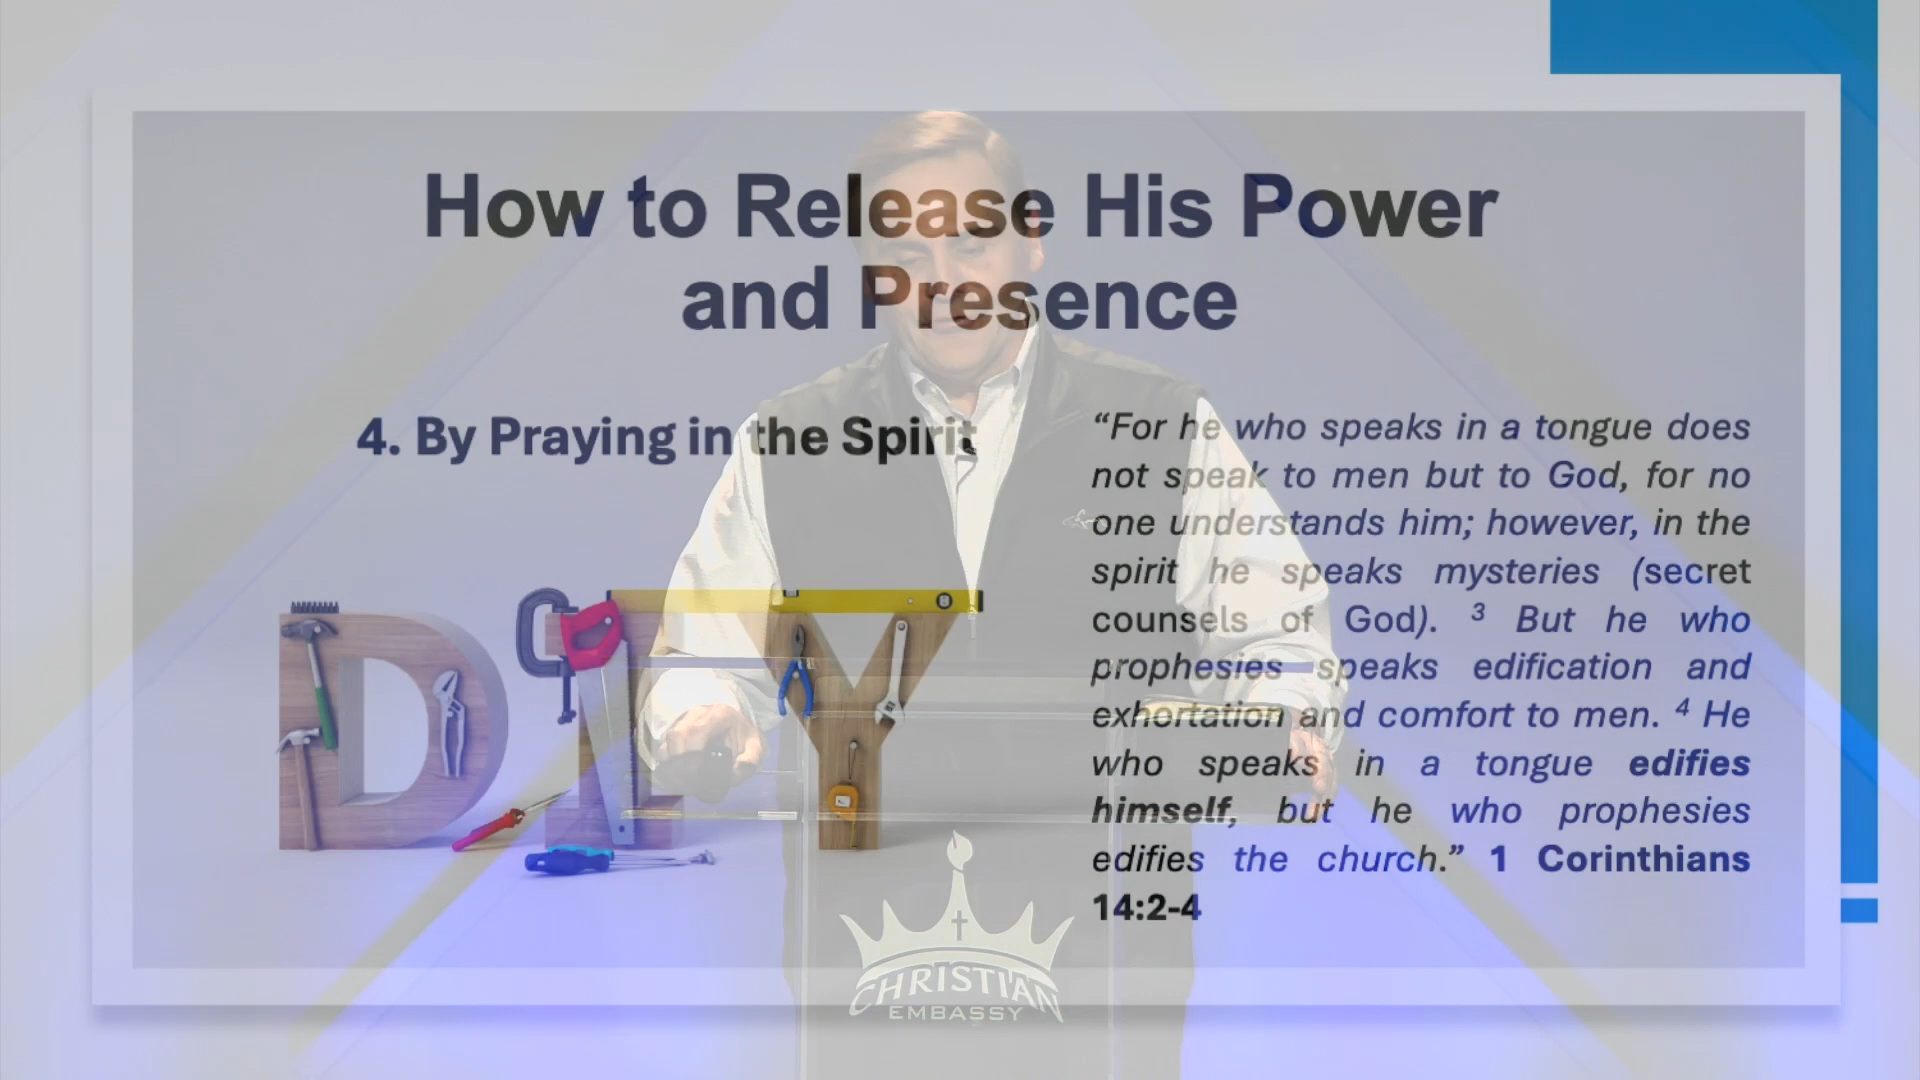 How to Release His Power
and Presence
4. By Praying in the Spirit
“For he who speaks in a tongue does
not speak to men but to God, for no
one understands him; however, in the
spirit he speaks mysteries (secret
counsels of God). ³ But he who
prophesies speaks edification and
exhortation and comfort to men. ⁴ He
who speaks in a tongue edifies
himself, but he who prophesies
edifies the church.” 1 Corinthians
14:2-4
DIY
CHRISTIAN
EMBASSY